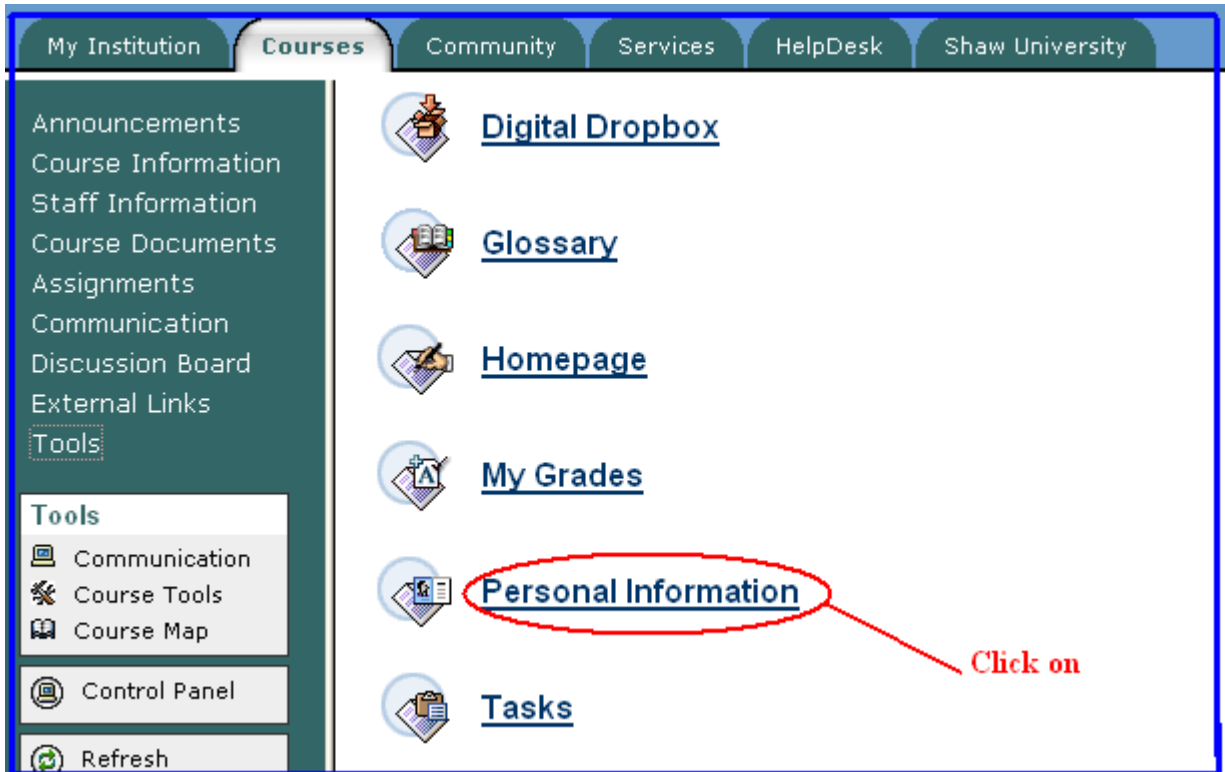 My Institution Courses Community Services HelpDesk Shaw University
Announcements
Course Information
Staff Information
Course Documents
Assignments
Communication
Discussion Board
External Links
Tools
Tools
Communication
Course Tools
Course Map
Control Panel
Refresh
Digital Dropbox
Glossary
Homepage
My Grades
Personal Information
Click on
Tasks